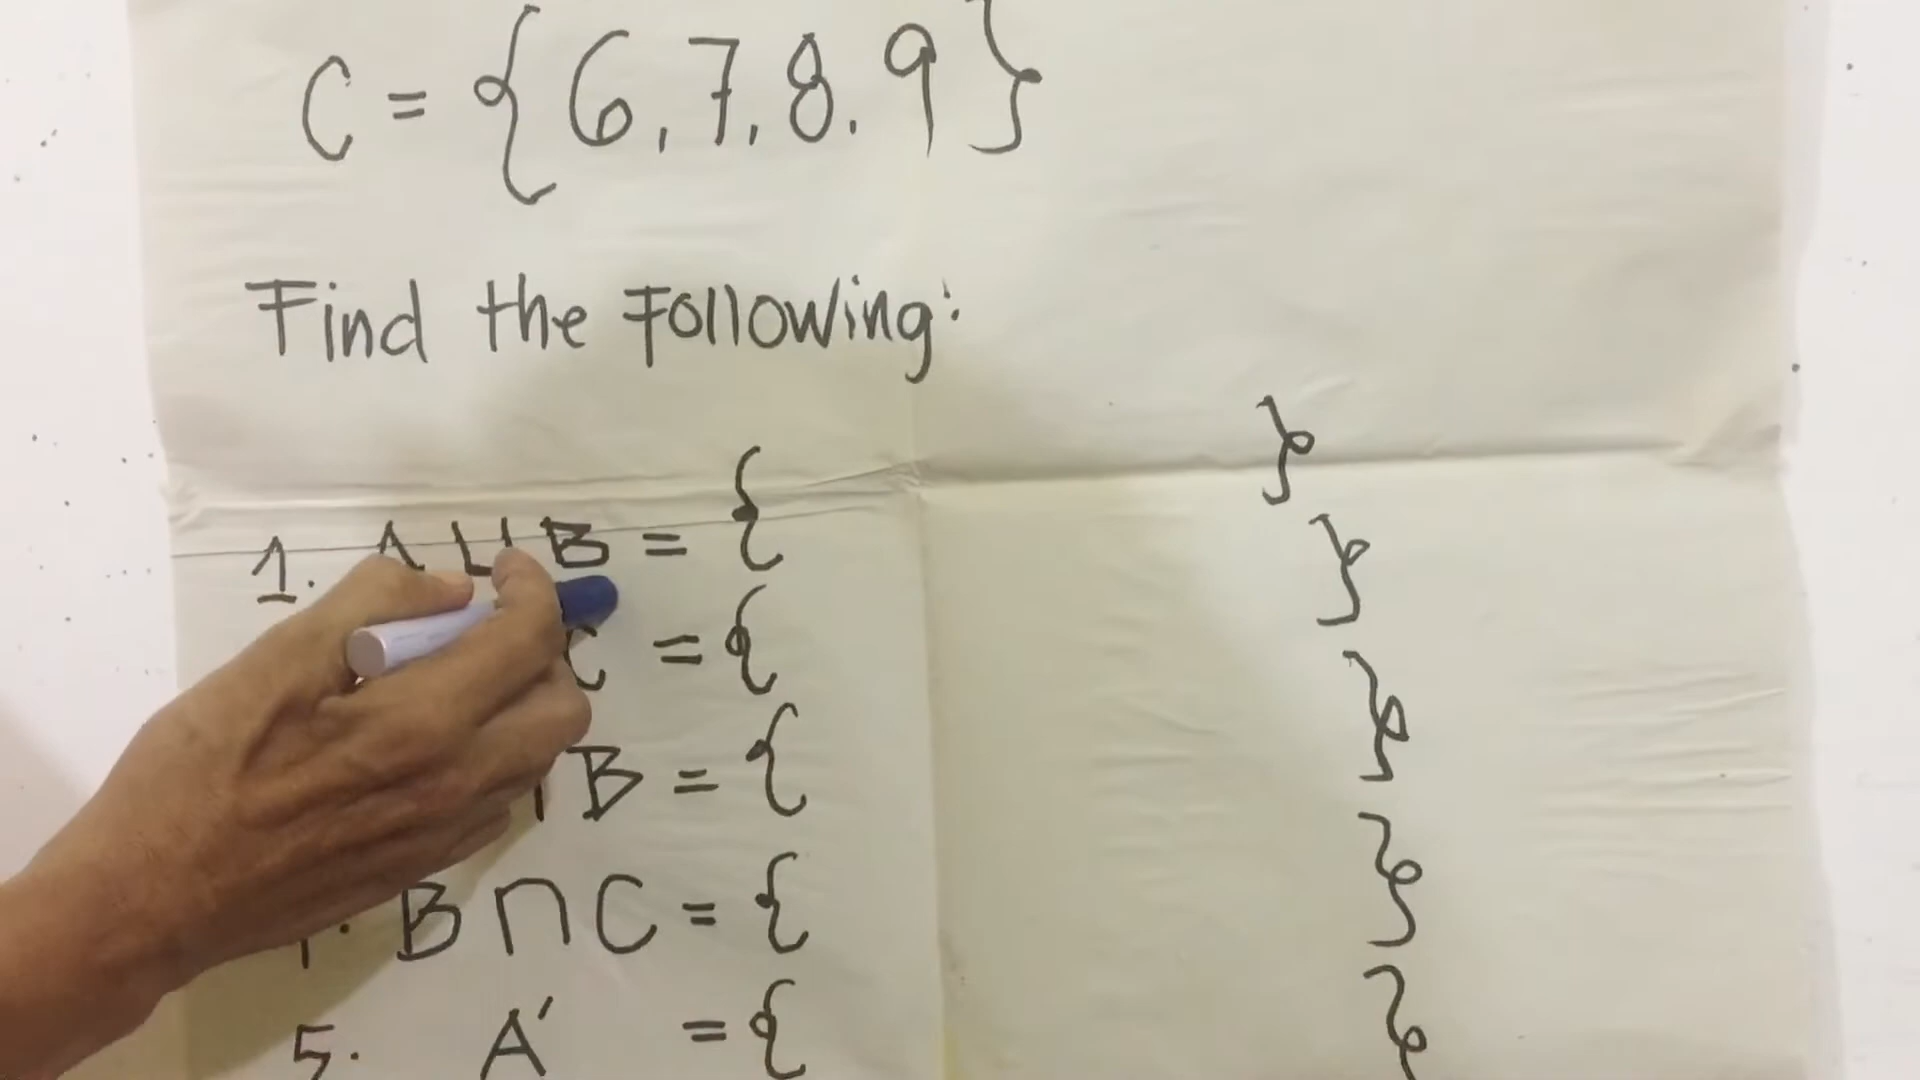 C = {6, 7, 8, 9}
Find the Following:
1. A ∪ B = { }
C = { }
B = { }
B ∩ C = { }
5. A' = {